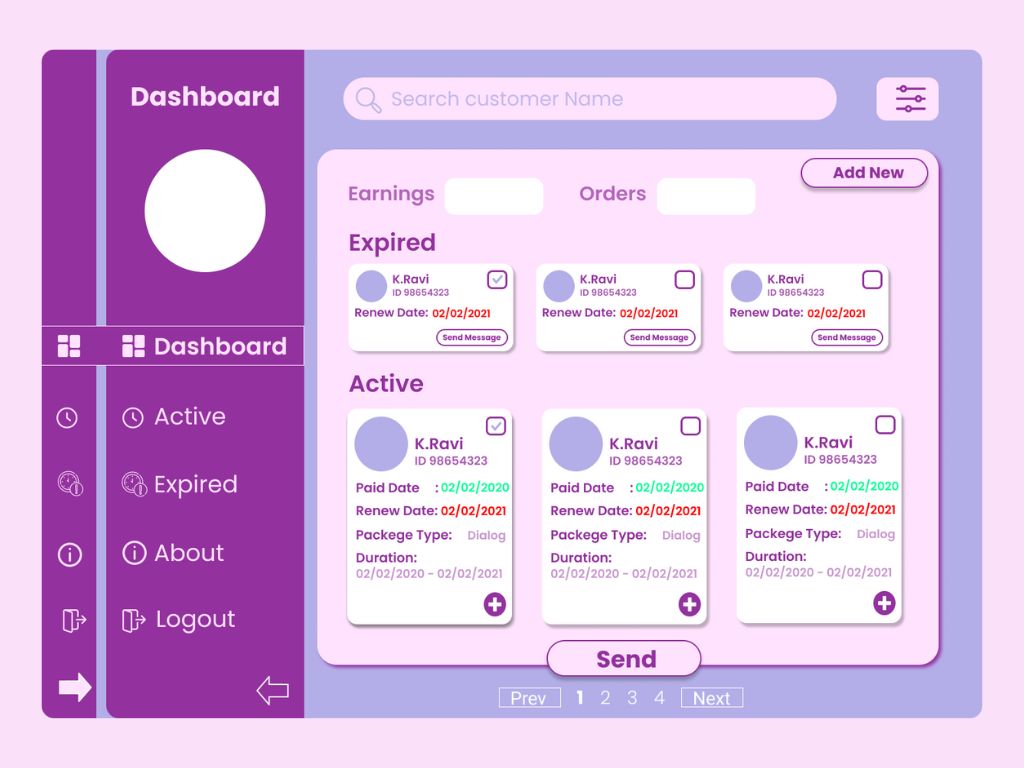 Dashboard
Search customer Name
Add New
Earnings
Orders
Expired
K.Ravi
ID 98654323
Renew Date: 02/02/2021
Send Message
K.Ravi
ID 98654323
Renew Date: 02/02/2021
Send Message
K.Ravi
ID 98654323
Renew Date: 02/02/2021
Send Message
Dashboard
Active
Expired
About
Logout
Active
K.Ravi
ID 98654323
Paid Date : 02/02/2020
Renew Date: 02/02/2021
Packege Type: Dialog
Duration:
02/02/2020 - 02/02/2021
K.Ravi
ID 98654323
Paid Date : 02/02/2020
Renew Date: 02/02/2021
Packege Type: Dialog
Duration:
02/02/2020 - 02/02/2021
K.Ravi
ID 98654323
Paid Date : 02/02/2020
Renew Date: 02/02/2021
Packege Type: Dialog
Duration:
02/02/2020 - 02/02/2021
Send
Prev 1 2 3 4 Next